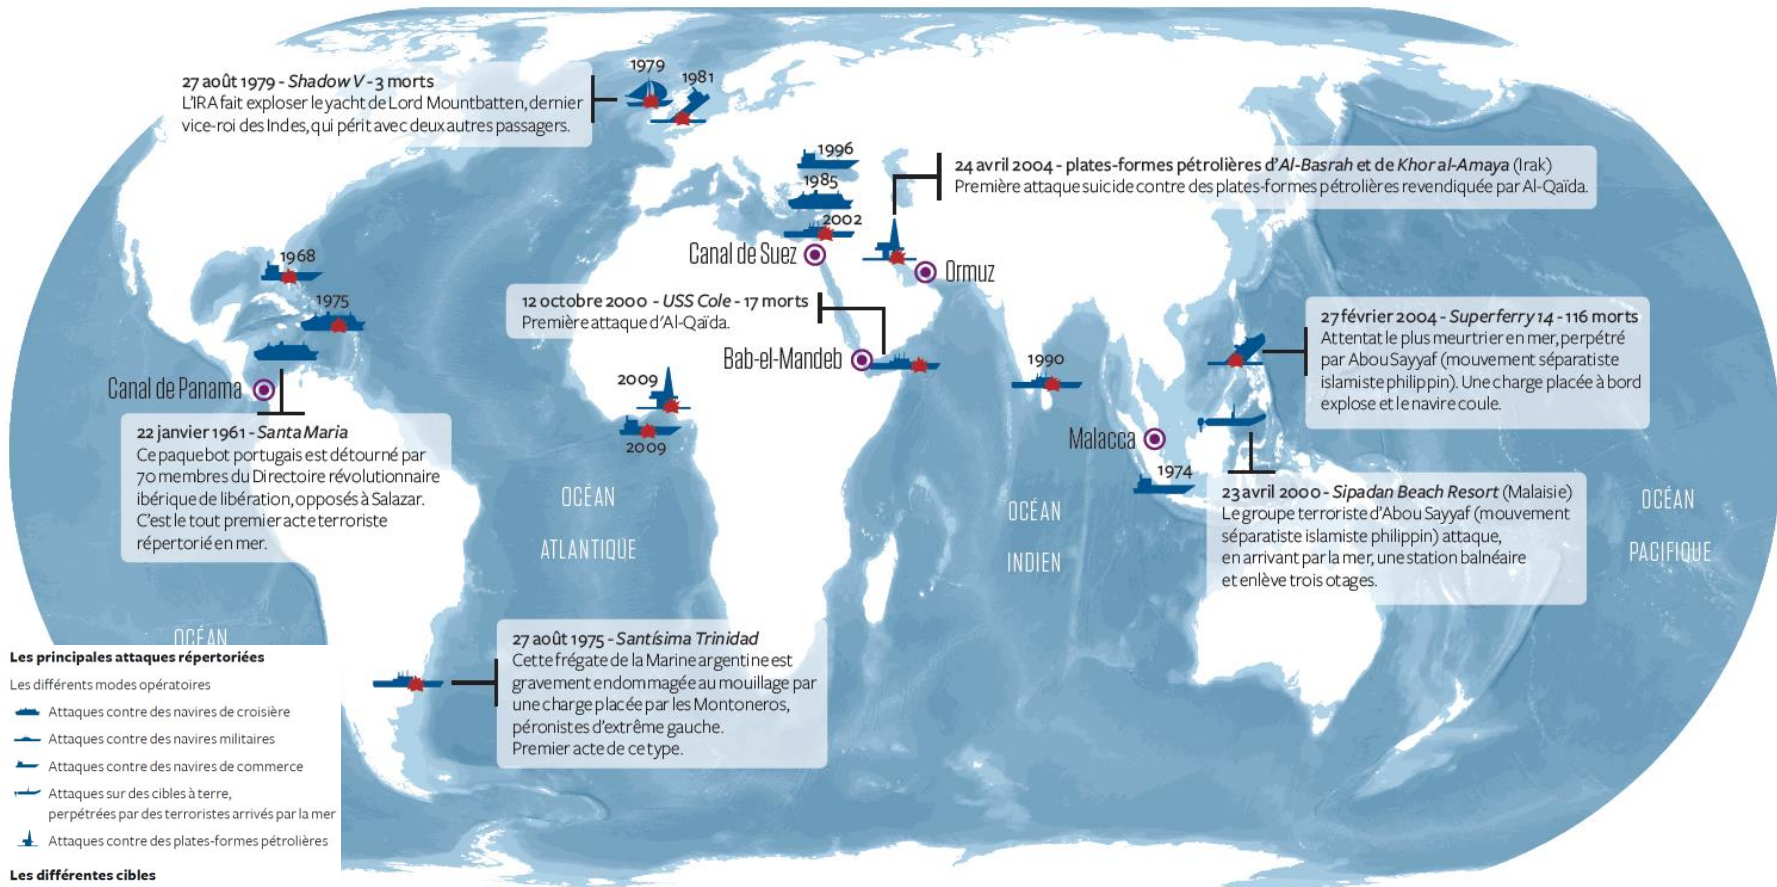 1979
1981
27 août 1979 - Shadow V - 3 morts
L'IRA fait exploser le yacht de Lord Mountbatten, dernier
vice-roi des Indes, qui périt avec deux autres passagers.
1996
1985
2002
24 avril 2004 - plates-formes pétrolières d'Al-Basrah et de Khor al-Amaya (Irak)
Première attaque suicide contre des plates-formes pétrolières revendiquée par Al-Qaïda.
Canal de Suez
Ormuz
1968
1975
12 octobre 2000 - USS Cole - 17 morts
Première attaque d'Al-Qaïda.
Bab-el-Mandeb
1990
27 février 2004 - Superferry 14 - 116 morts
Attentat le plus meurtrier en mer, perpétré
par Abou Sayyaf (mouvement séparatiste
islamiste philippin). Une charge placée à bord
explose et le navire coule.
Canal de Panama
2009
2009
Malacca
1974
22 janvier 1961 - Santa Maria
Ce paquebot portugais est détourné par
70 membres du Directoire révolutionnaire
ibérique de libération, opposés à Salazar.
C'est le tout premier acte terroriste
répertorié en mer.
OCÉAN
ATLANTIQUE
OCÉAN
INDIEN
23 avril 2000 - Sipadan Beach Resort (Malaisie)
Le groupe terroriste d'Abou Sayyaf (mouvement
séparatiste islamiste philippin) attaque,
en arrivant par la mer, une station balnéaire
et enlève trois otages.
OCÉAN
PACIFIQUE
OCÉAN
27 août 1975 - Santísima Trinidad
Cette frégate de la Marine argentine est
gravement endommagée au mouillage par
une charge placée par les Montoneros,
péronistes d'extrême gauche.
Premier acte de ce type.
Les principales attaques répertoriées
Les différents modes opératoires
Attaques contre des navires de croisière
Attaques contre des navires militaires
Attaques contre des navires de commerce
Attaques sur des cibles à terre,
perpétrées par des terroristes arrivés par la mer
Attaques contre des plates-formes pétrolières
Les différentes cibles